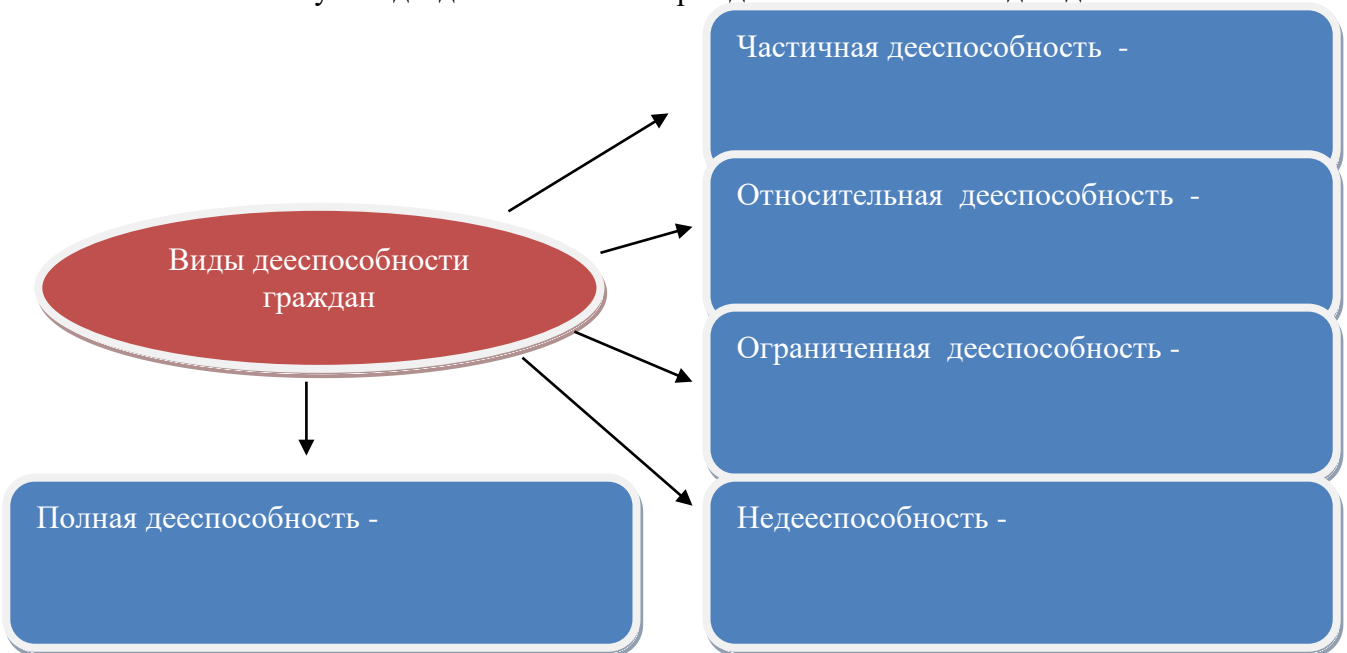 Частичная дееспособность -
Относительная дееспособность -
Виды дееспособности
граждан
Ограниченная дееспособность -
Полная дееспособность -
Недееспособность -